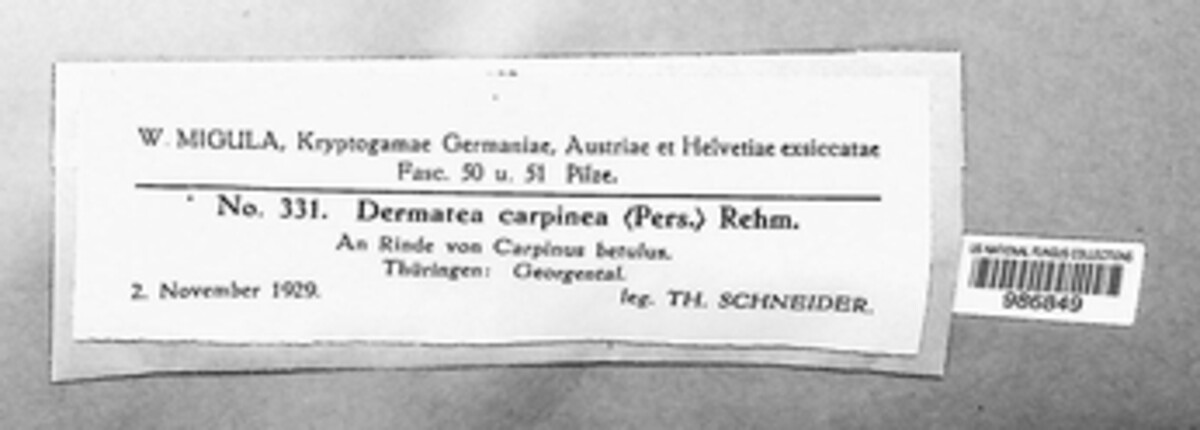 W. MIGULA, Kryptogamae Germaniae, Austriae et Helvetiae exsiccatae
Fasc. 50 u. 51 Pilze.
No. 331. Dermatea carpinea (Pers.) Rehm.
An Rinde von Carpinus betulus.
Thüringen: Georgental.
2. November 1929.
leg. TH. SCHNEIDER.
US NATIONAL FUNGUS COLLECTIONS
986849